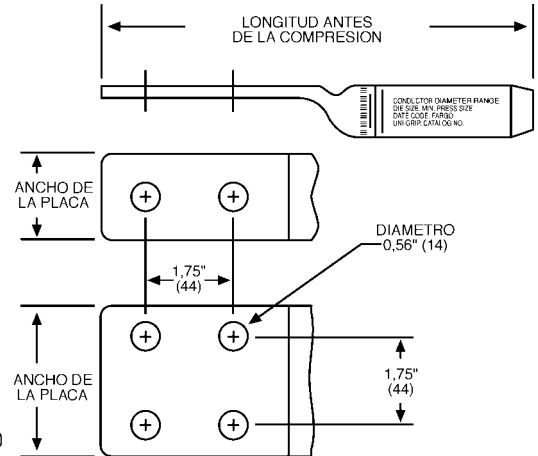 LONGITUD ANTES
DE LA COMPRESION
CONDUCTOR DIAMETER RANGE
DIE SIZE, MIN. PRESS SIZE
DATE CODE, FARGO
UNI-GRIP, CATALOG NO.
ANCHO DE
LA PLACA
DIAMETRO
0,56" (14)
1,75"
(44)
ANCHO DE
LA PLACA
1,75"
(44)